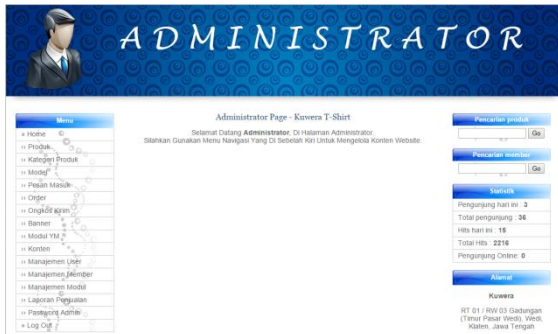 ADMINISTRATOR
Menu
» Home
» Produk
» Kategori Produk
» Model
» Pesan Masuk
» Order
» Ongkos Kirim
» Banner
» Modul YM
» Konten
» Manajemen User
» Manajemen Member
» Manajemen Modul
» Laporan Penjualan
» Password Admin
» Log Out
Administrator Page - Kuwera T-Shirt
Selamat Datang Administrator, Di Halaman Administrator.
Silahkan Gunakan Menu Navigasi Yang Di Sebelah Kiri Untuk Mengelola Konten Website.
Pencarian produk
Go
Pencarian member
Go
Statistik
Pengunjung hari ini : 3
Total pengunjung : 36
Hits hari ini : 18
Total Hits : 2216
Pengunjung Online: 0
Alamat
Kuwera
RT 01 / RW 03 Gadungan
(Timur Pasar Wedi), Wedi,
Klaten, Jawa Tengah